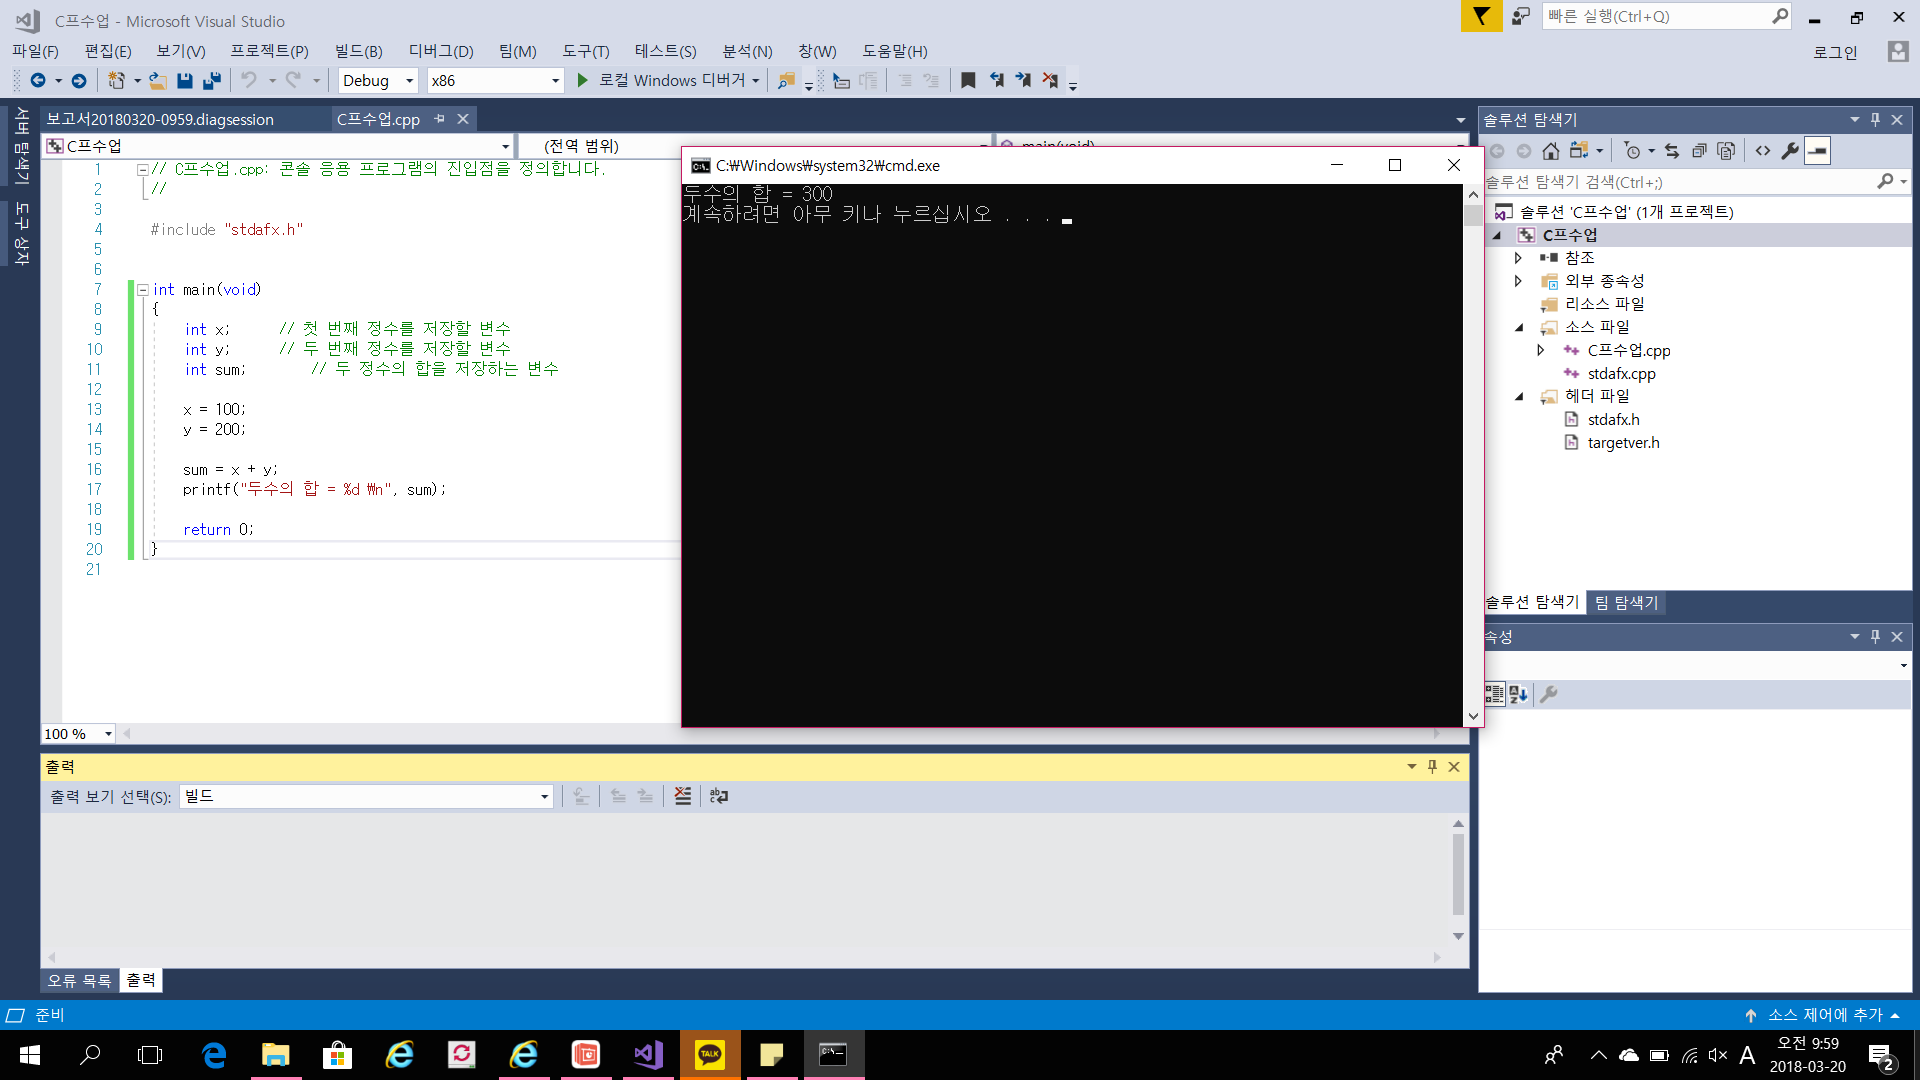 C프수업 - Microsoft Visual Studio
빠른 실행(Ctrl+Q)
파일(F) 편집(E) 보기(V) 프로젝트(P) 빌드(B) 디버그(D) 팀(M) 도구(T) 테스트(S) 분석(N) 창(W) 도움말(H)
로그인
Debug x86 로컬 Windows 디버거
서버 탐색기
도구 상자
보고서20180320-0959.diagsession C프수업.cpp
C프수업 (전역 범위) main(void)
1 // C프수업.cpp: 콘솔 응용 프로그램의 진입점을 정의합니다.
2 //
3
4 #include "stdafx.h"
5
6
7 int main(void)
8 {
9 int x; // 첫 번째 정수를 저장할 변수
10 int y; // 두 번째 정수를 저장할 변수
11 int sum; // 두 정수의 합을 저장하는 변수
12
13 x = 100;
14 y = 200;
15
16 sum = x + y;
17 printf("두수의 합 = %d ₩n", sum);
18
19 return 0;
20 }
21
100 %
C:₩Windows₩system32₩cmd.exe
두수의 합 = 300
계속하려면 아무 키나 누르십시오 . . .
솔루션 탐색기
솔루션 탐색기 검색(Ctrl+;)
솔루션 'C프수업' (1개 프로젝트)
C프수업
참조
외부 종속성
리소스 파일
소스 파일
C프수업.cpp
stdafx.cpp
헤더 파일
stdafx.h
targetver.h
솔루션 탐색기 팀 탐색기
속성
출력
출력 보기 선택(S): 빌드
오류 목록 출력
준비
소스 제어에 추가
TALK
A
오전 9:59
2018-03-20
2